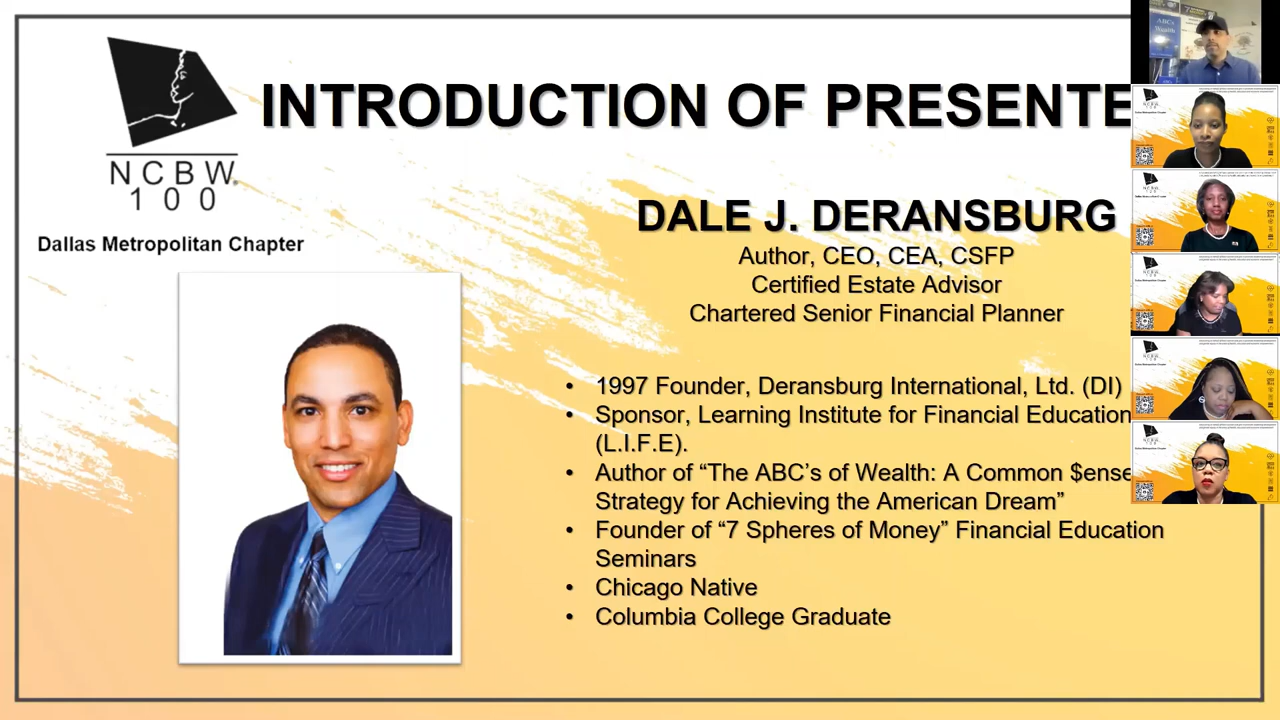 INTRODUCTION OF PRESENTE
NCBW
100
Dallas Metropolitan Chapter
DALE J. DERANSBURG
Author, CEO, CEA, CSFP
Certified Estate Advisor
Chartered Senior Financial Planner
• 1997 Founder, Deransburg International, Ltd. (DI)
• Sponsor, Learning Institute for Financial Education
(L.I.F.E).
• Author of “The ABC’s of Wealth: A Common $ense
Strategy for Achieving the American Dream”
• Founder of “7 Spheres of Money” Financial Education
Seminars
• Chicago Native
• Columbia College Graduate
ABCs
Wealth